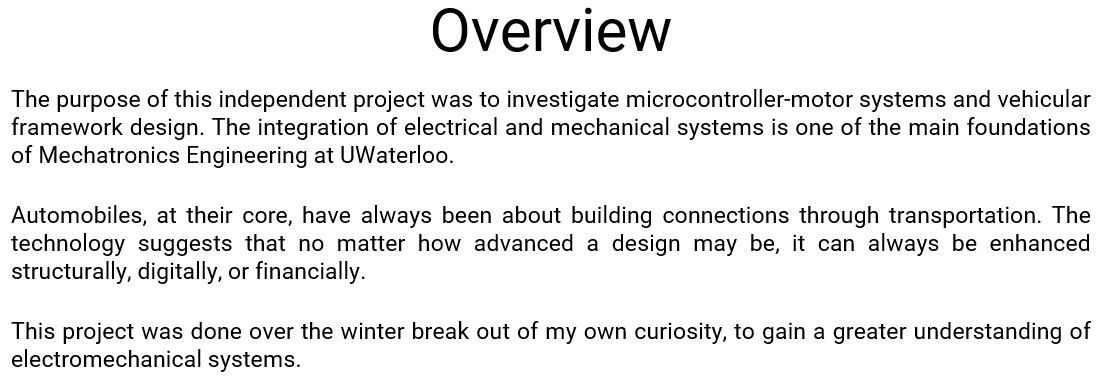 Overview
The purpose of this independent project was to investigate microcontroller-motor systems and vehicular
framework design. The integration of electrical and mechanical systems is one of the main foundations
of Mechatronics Engineering at UWaterloo.
Automobiles, at their core, have always been about building connections through transportation. The
technology suggests that no matter how advanced a design may be, it can always be enhanced
structurally, digitally, or financially.
This project was done over the winter break out of my own curiosity, to gain a greater understanding of
electromechanical systems.